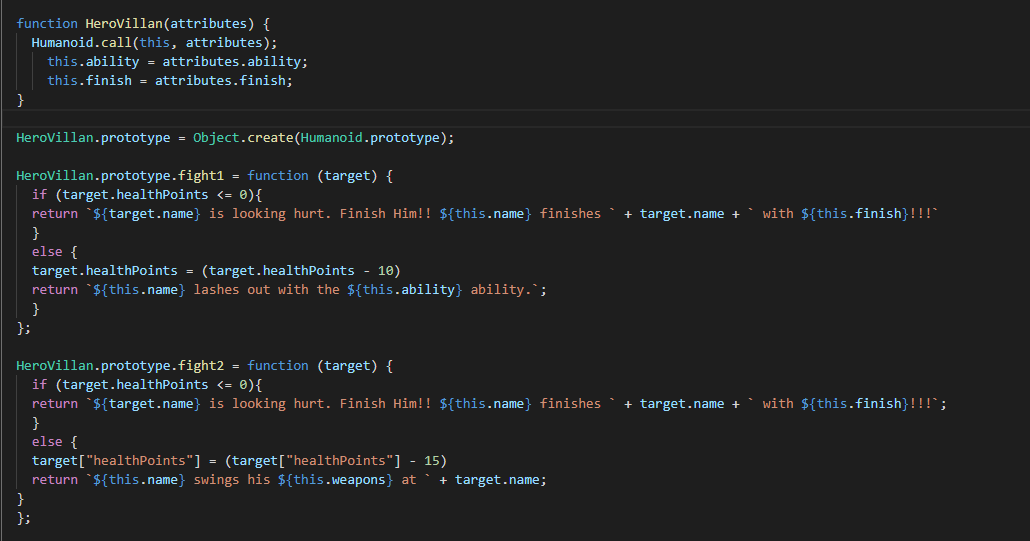 function HeroVillan(attributes) {
  Humanoid.call(this, attributes);
    this.ability = attributes.ability;
    this.finish = attributes.finish;
}
HeroVillan.prototype = Object.create(Humanoid.prototype);
HeroVillan.prototype.fight1 = function (target) {
  if (target.healthPoints <= 0){
  return `${target.name} is looking hurt. Finish Him!! ${this.name} finishes ` + target.name + ` with ${this.finish}!!!`
  }
  else {
  target.healthPoints = (target.healthPoints - 10)
  return `${this.name} lashes out with the ${this.ability} ability.`;
  }
};
HeroVillan.prototype.fight2 = function (target) {
  if (target.healthPoints <= 0){
  return `${target.name} is looking hurt. Finish Him!! ${this.name} finishes ` + target.name + ` with ${this.finish}!!!`;
  }
  else {
  target["healthPoints"] = (target["healthPoints"] - 15)
  return `${this.name} swings his ${this.weapons} at ` + target.name;
}
};